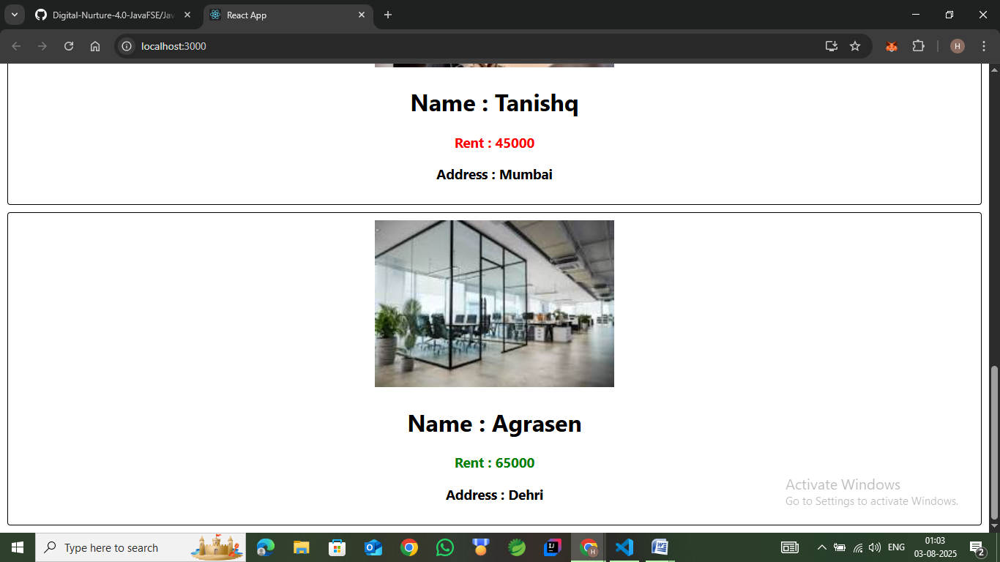 Digital-Nurture-4.0-JavaFSE/Jav
React App
localhost:3000
H
Name : Tanishq
Rent : 45000
Address : Mumbai
Name : Agrasen
Rent : 65000
Address : Dehri
Activate Windows
Go to Settings to activate Windows.
Type here to search
ENG
01:03
03-08-2025
2